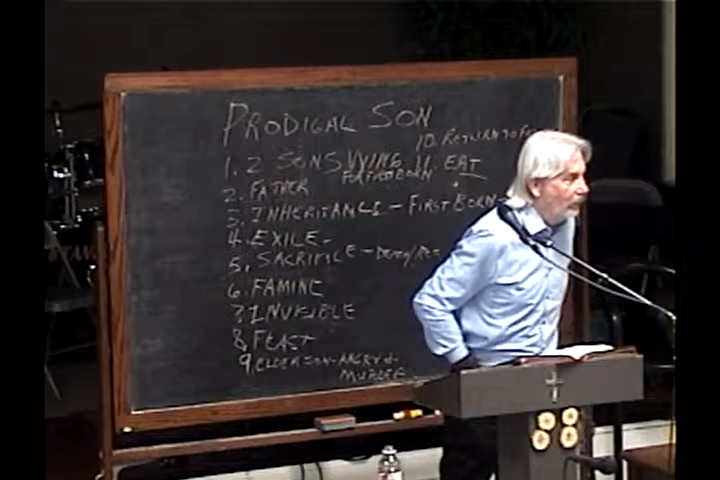 PRODIGAL SON
1. 2 SONS VYING
FOR FIRSTBORN
2. FATHER
3. INHERITANCE - FIRST BORN
4. EXILE -
5. SACRIFICE -
6. FAMINE
7. INVISIBLE
8. FEAST
9. ELDER SON - ANGRY +
MURDER
10. RETURN TO
11. EAT